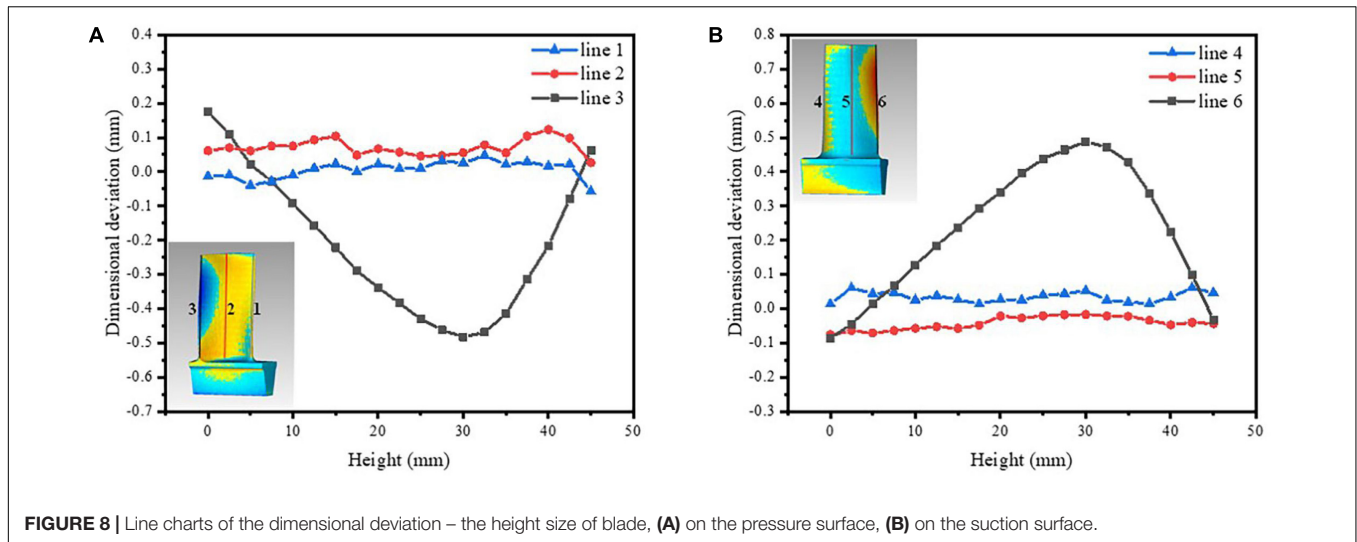 A
0.4
0.3
0.2
0.1
0.0
-0.1
-0.2
-0.3
-0.4
-0.5
-0.6
-0.7
Dimensional deviation (mm)
line 1
line 2
line 3
3 2 1
0 10 20 30 40 50
Height (mm)
B
0.8
0.7
0.6
0.5
0.4
0.3
0.2
0.1
0.0
-0.1
-0.2
-0.3
Dimensional deviation (mm)
line 4
line 5
line 6
4 5 6
0 10 20 30 40 50
Height (mm)
FIGURE 8 | Line charts of the dimensional deviation – the height size of blade, (A) on the pressure surface, (B) on the suction surface.